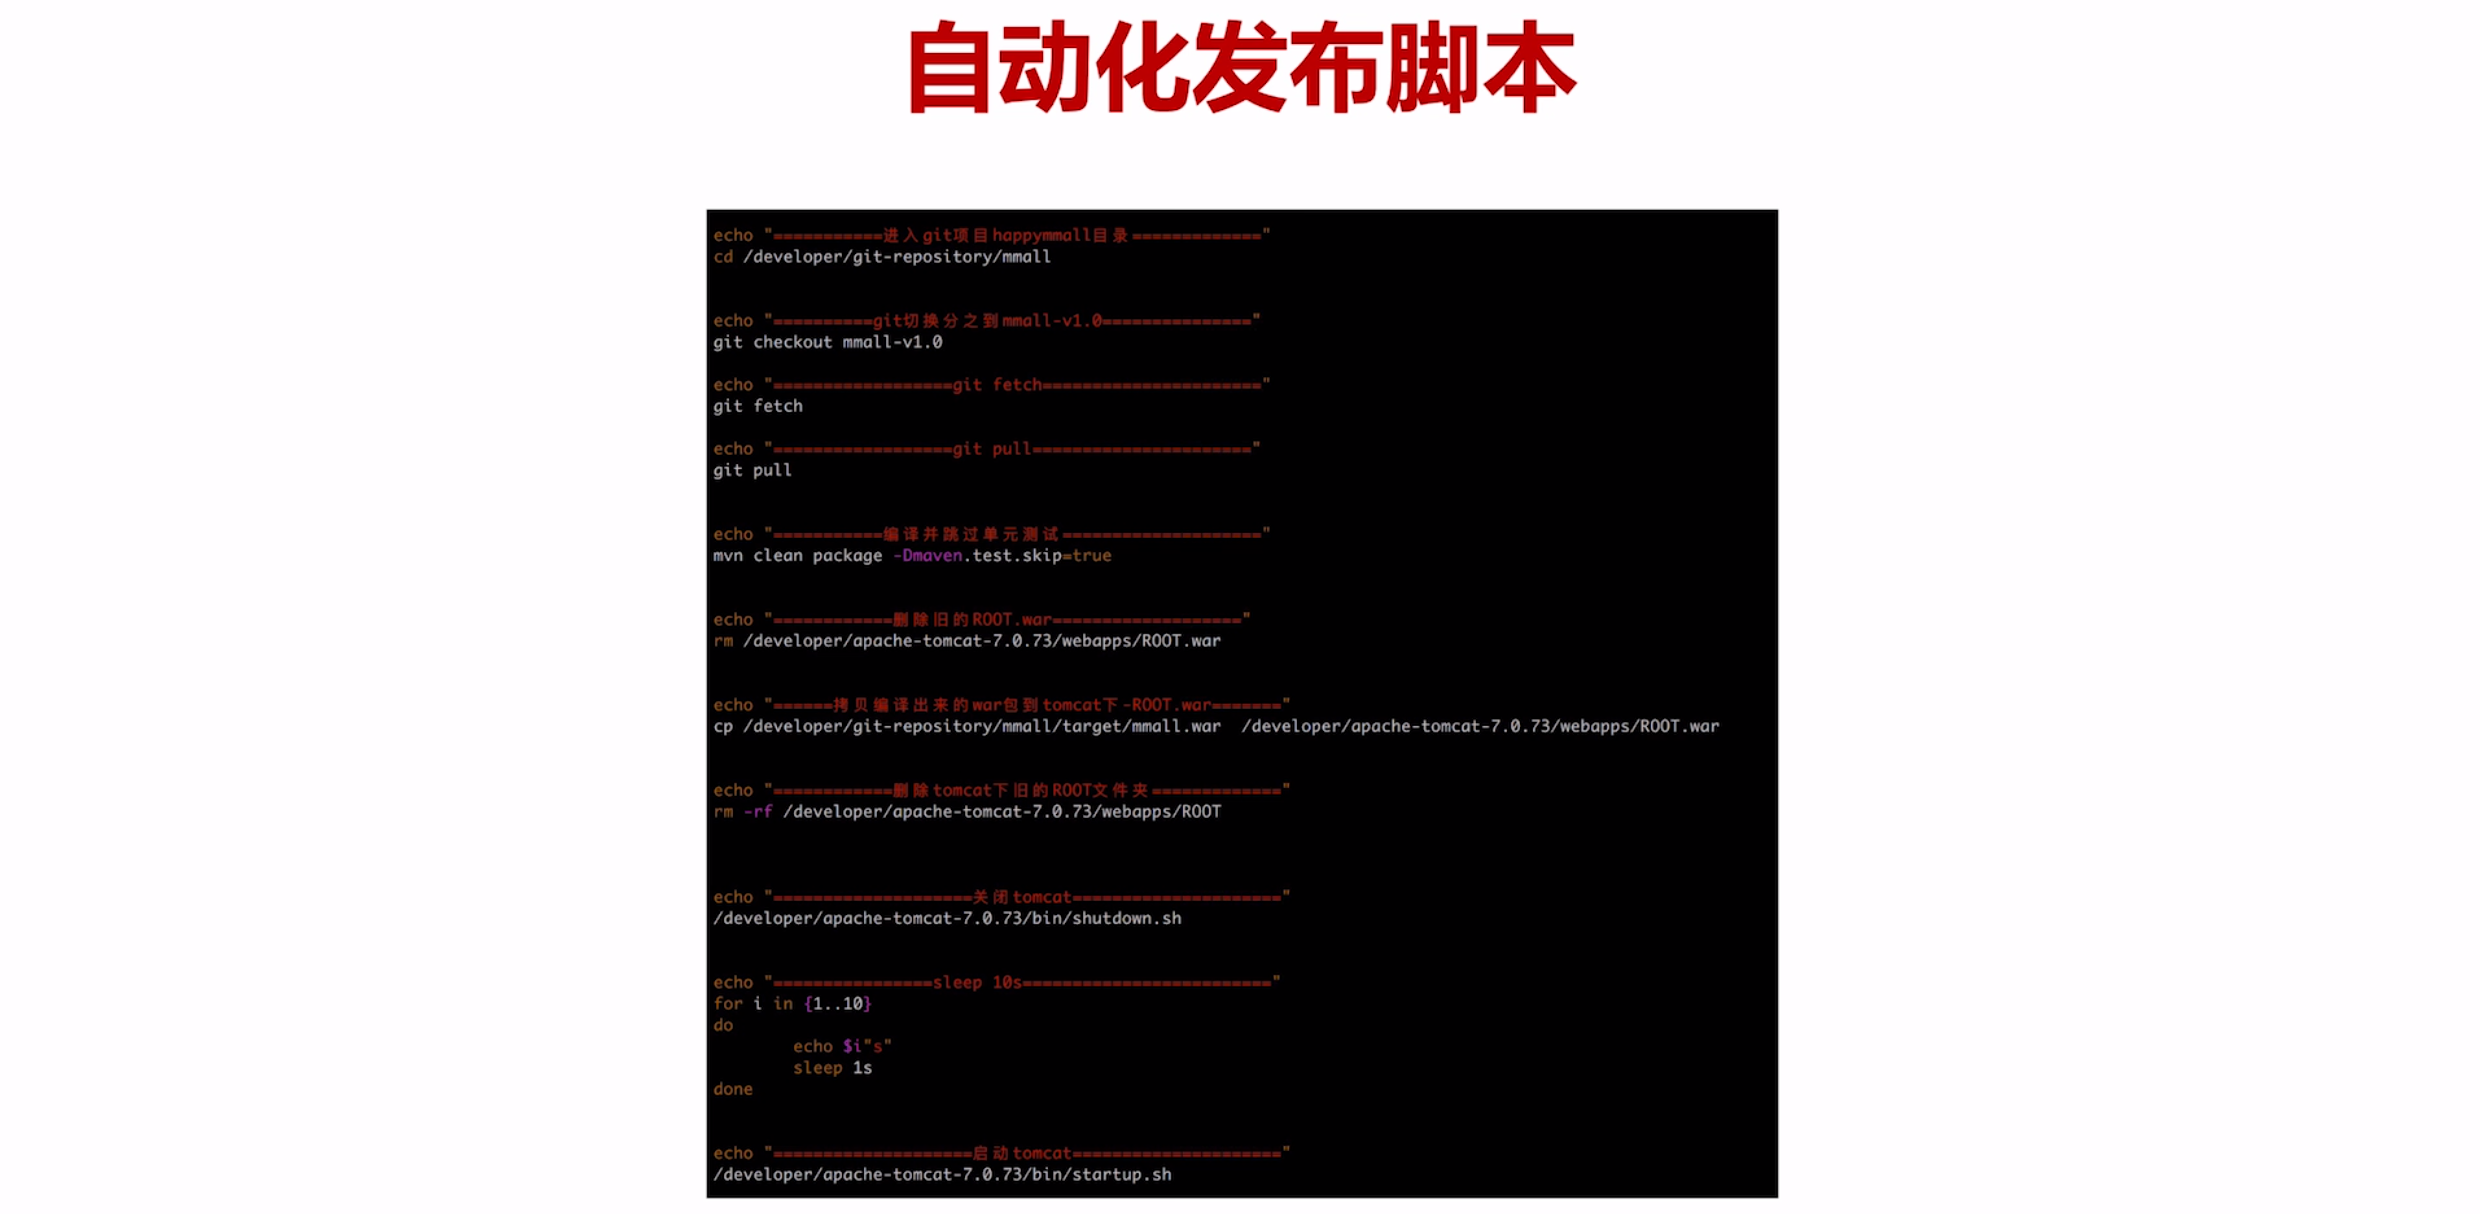 自动化发布脚本
echo "===========进入git项目happymmall目录============="
cd /developer/git-repository/mmall
echo "==========git切换分之到mmall-v1.0==============="
git checkout mmall-v1.0
echo "==================git fetch======================"
git fetch
echo "==================git pull======================"
git pull
echo "===========编译并跳过单元测试===================="
mvn clean package -Dmaven.test.skip=true
echo "============删除旧的ROOT.war==================="
rm /developer/apache-tomcat-7.0.73/webapps/ROOT.war
echo "======拷贝编译出来的war包到tomcat下-ROOT.war======="
cp /developer/git-repository/mmall/target/mmall.war  /developer/apache-tomcat-7.0.73/webapps/ROOT.war
echo "============删除tomcat下旧的ROOT文件夹============="
rm -rf /developer/apache-tomcat-7.0.73/webapps/ROOT
echo "====================关闭tomcat====================="
/developer/apache-tomcat-7.0.73/bin/shutdown.sh
echo "================sleep 10s========================="
for i in {1..10}
do
        echo $i"s"
        sleep 1s
done
echo "====================启动tomcat====================="
/developer/apache-tomcat-7.0.73/bin/startup.sh